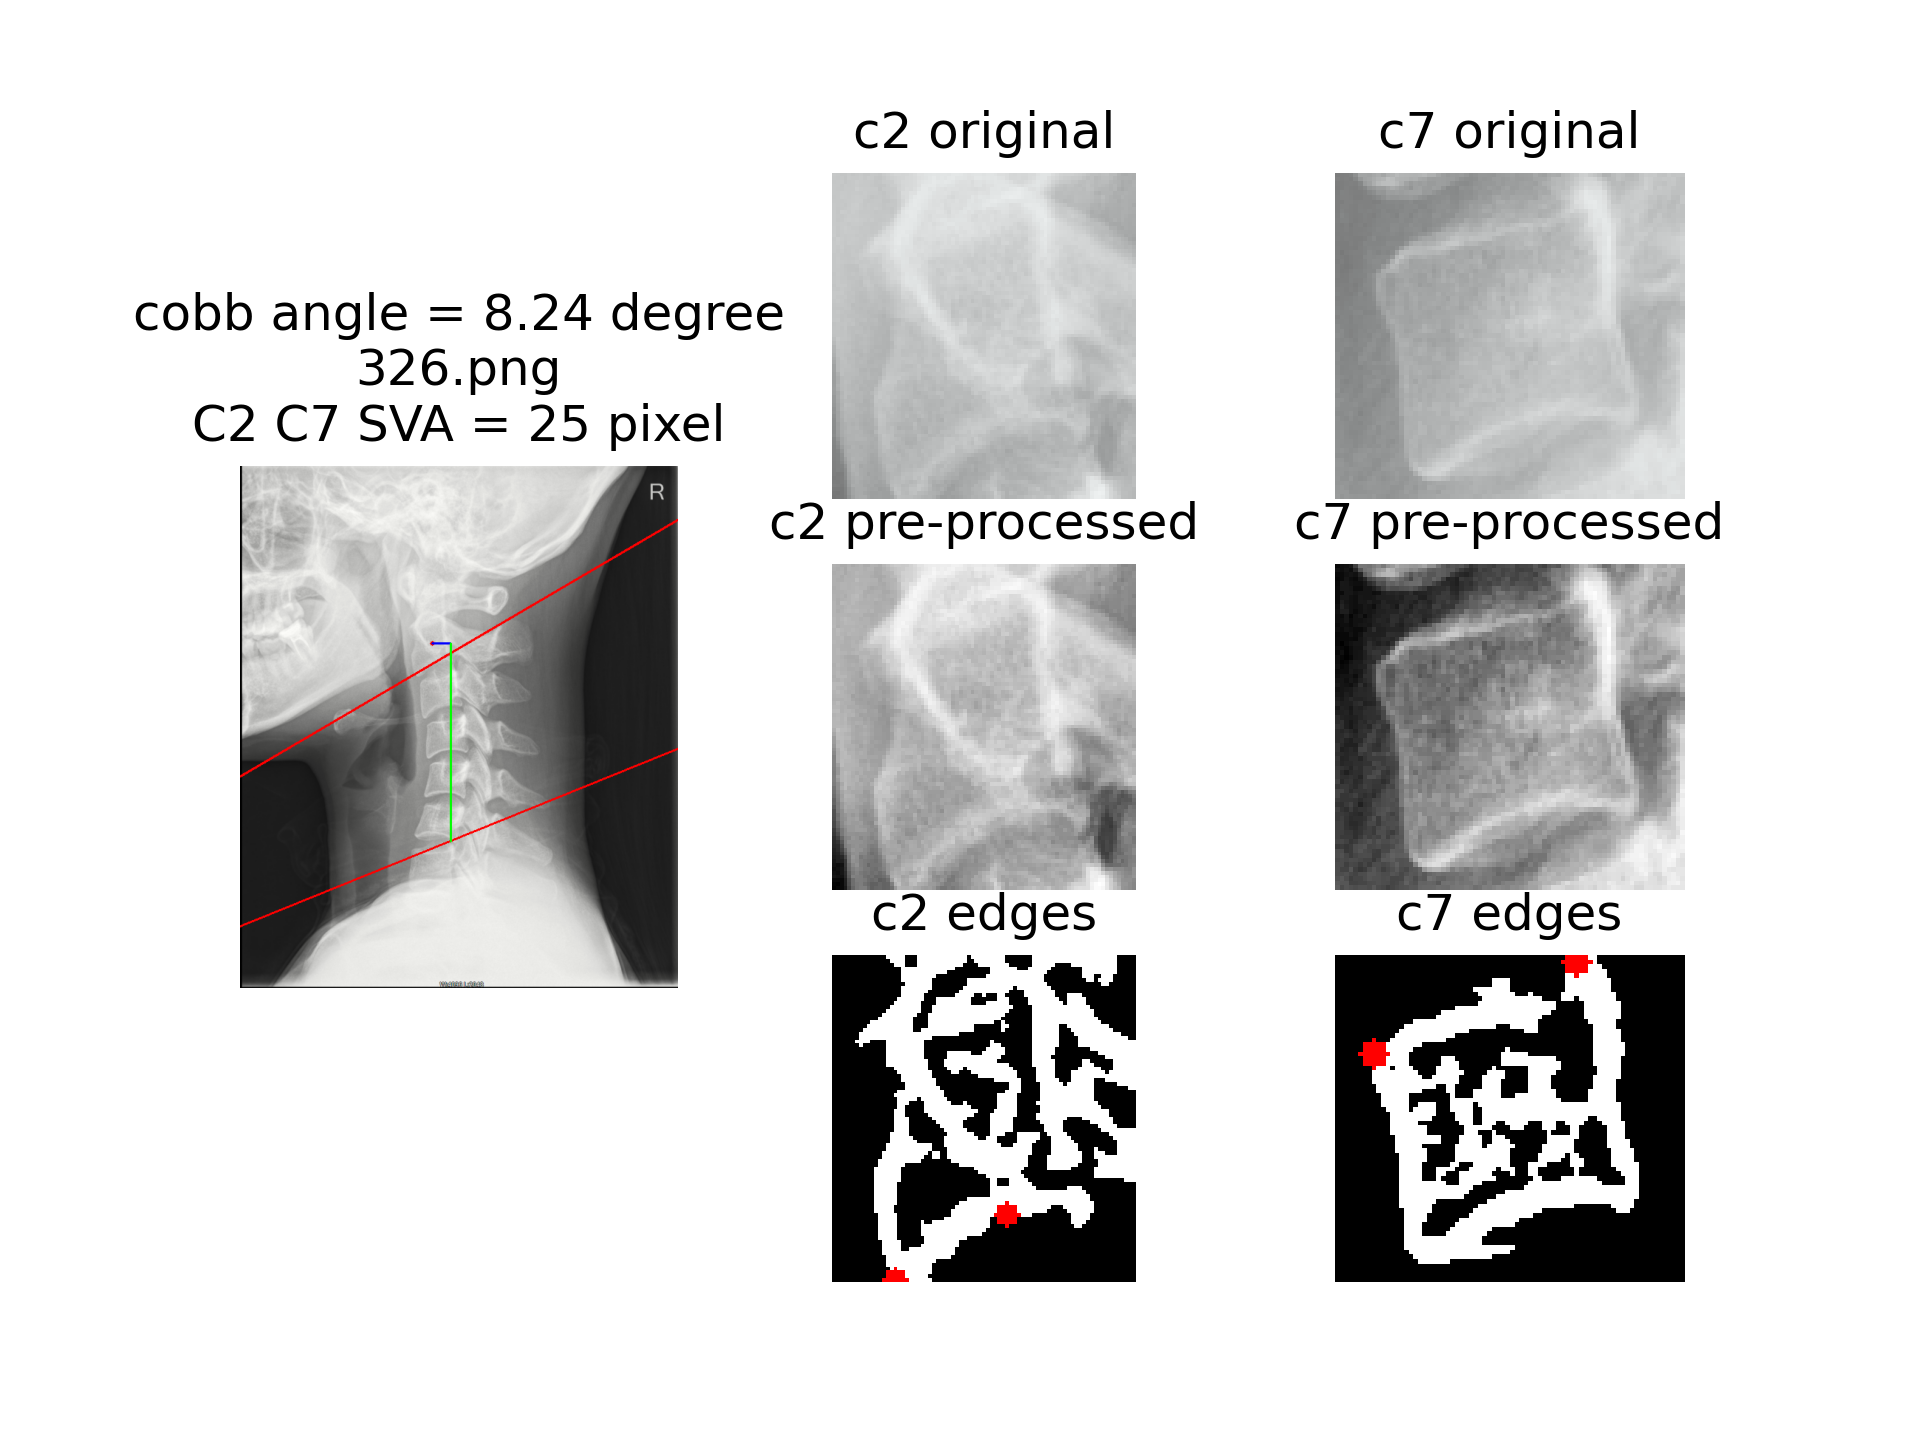 cobb angle = 8.24 degree
326.png
C2 C7 SVA = 25 pixel
R
c2 original
c7 original
c2 pre-processed
c7 pre-processed
c2 edges
c7 edges